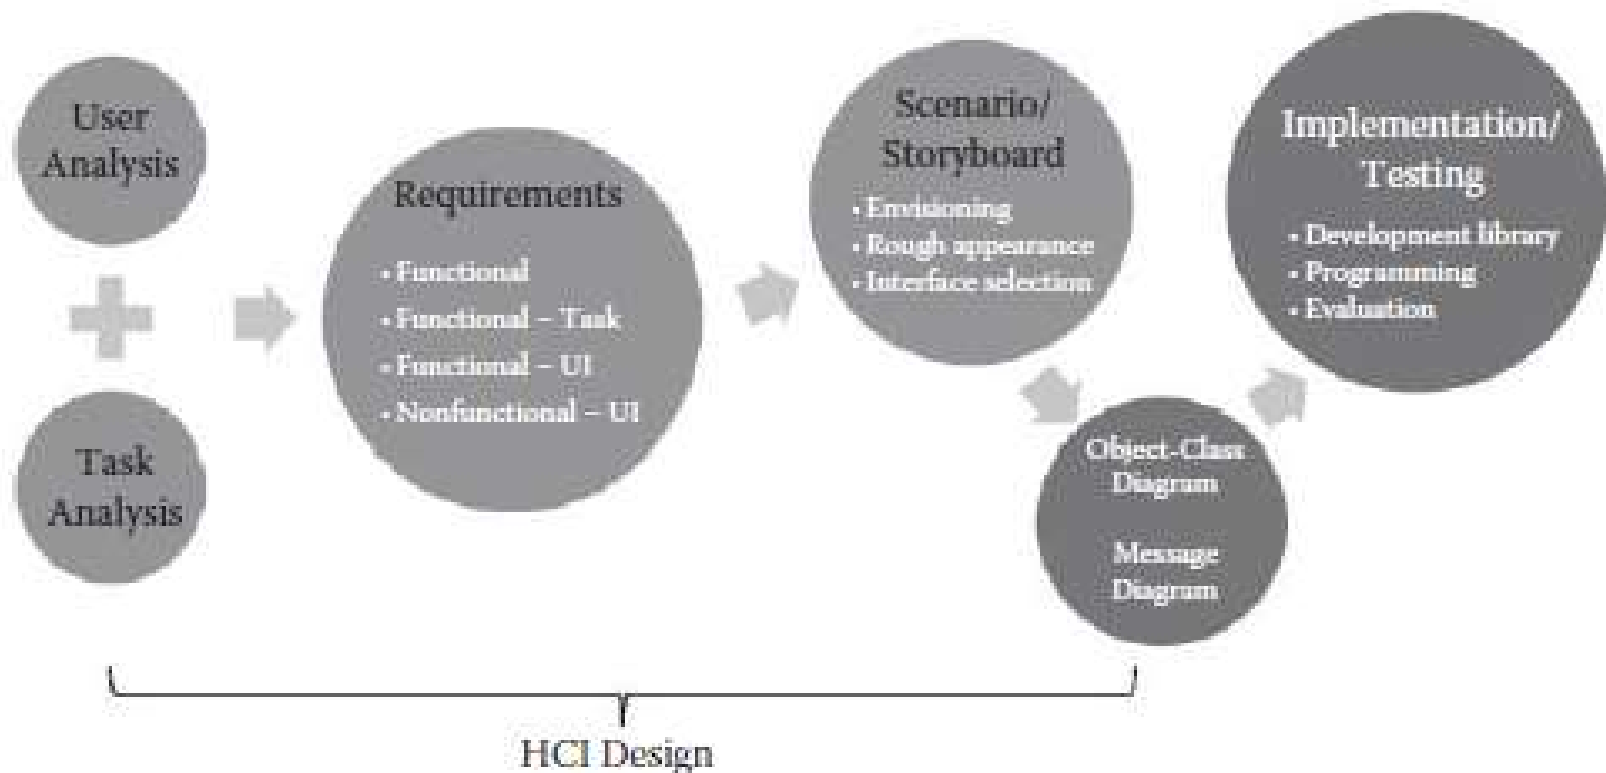 User
Analysis
Task
Analysis
Requirements
• Functional
• Functional – Task
• Functional – UI
• Nonfunctional – UI
Scenario/
Storyboard
• Envisioning
• Rough appearance
• Interface selection
Object-Class
Diagram
Message
Diagram
Implementation/
Testing
• Development library
• Programming
• Evaluation
HCI Design